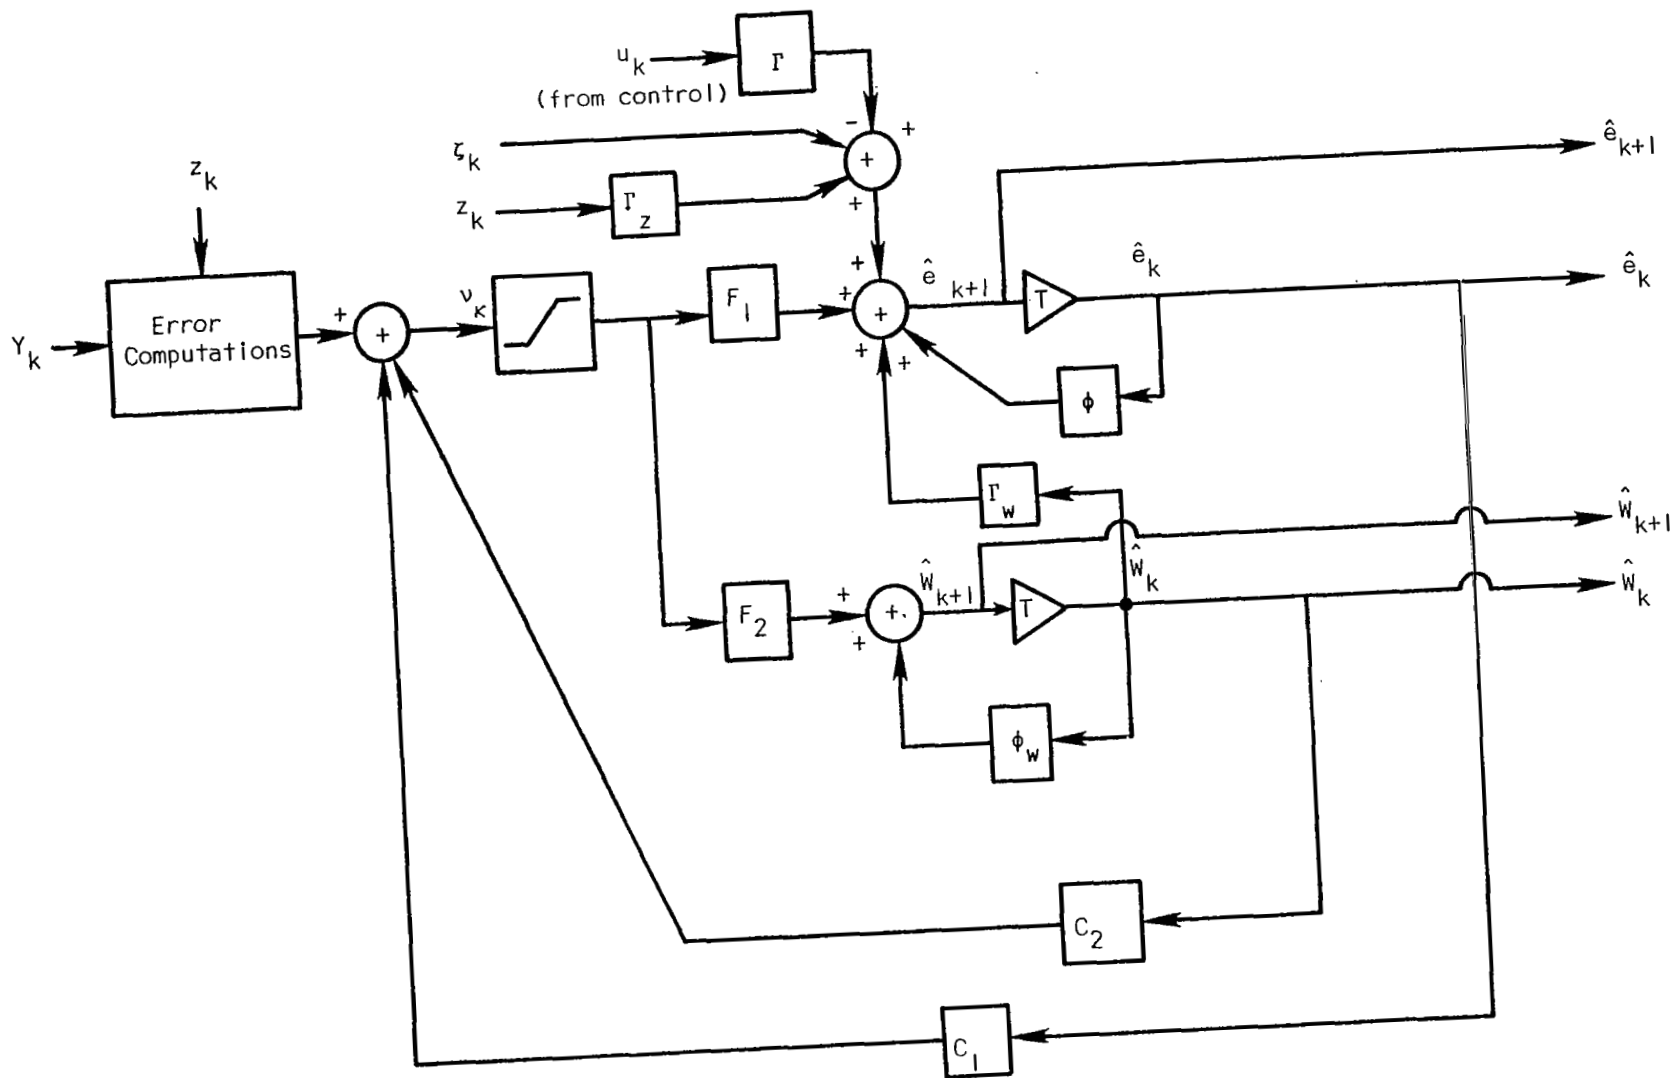 u_k
(from control)
Γ
ζ_k
- +
+
z_k
Γ_z
+
ê_{k+1}
z_k
Y_k
Error
Computations
+
+
ν_κ
F_1
+
+
+
+ +
ê_{k+1}
T
ê_k
ê_k
φ
Γ_w
Ŵ_{k+1}
F_2
+
+.
+
Ŵ_{k+1}
T
Ŵ_k
Ŵ_k
φ_w
C_2
C_1